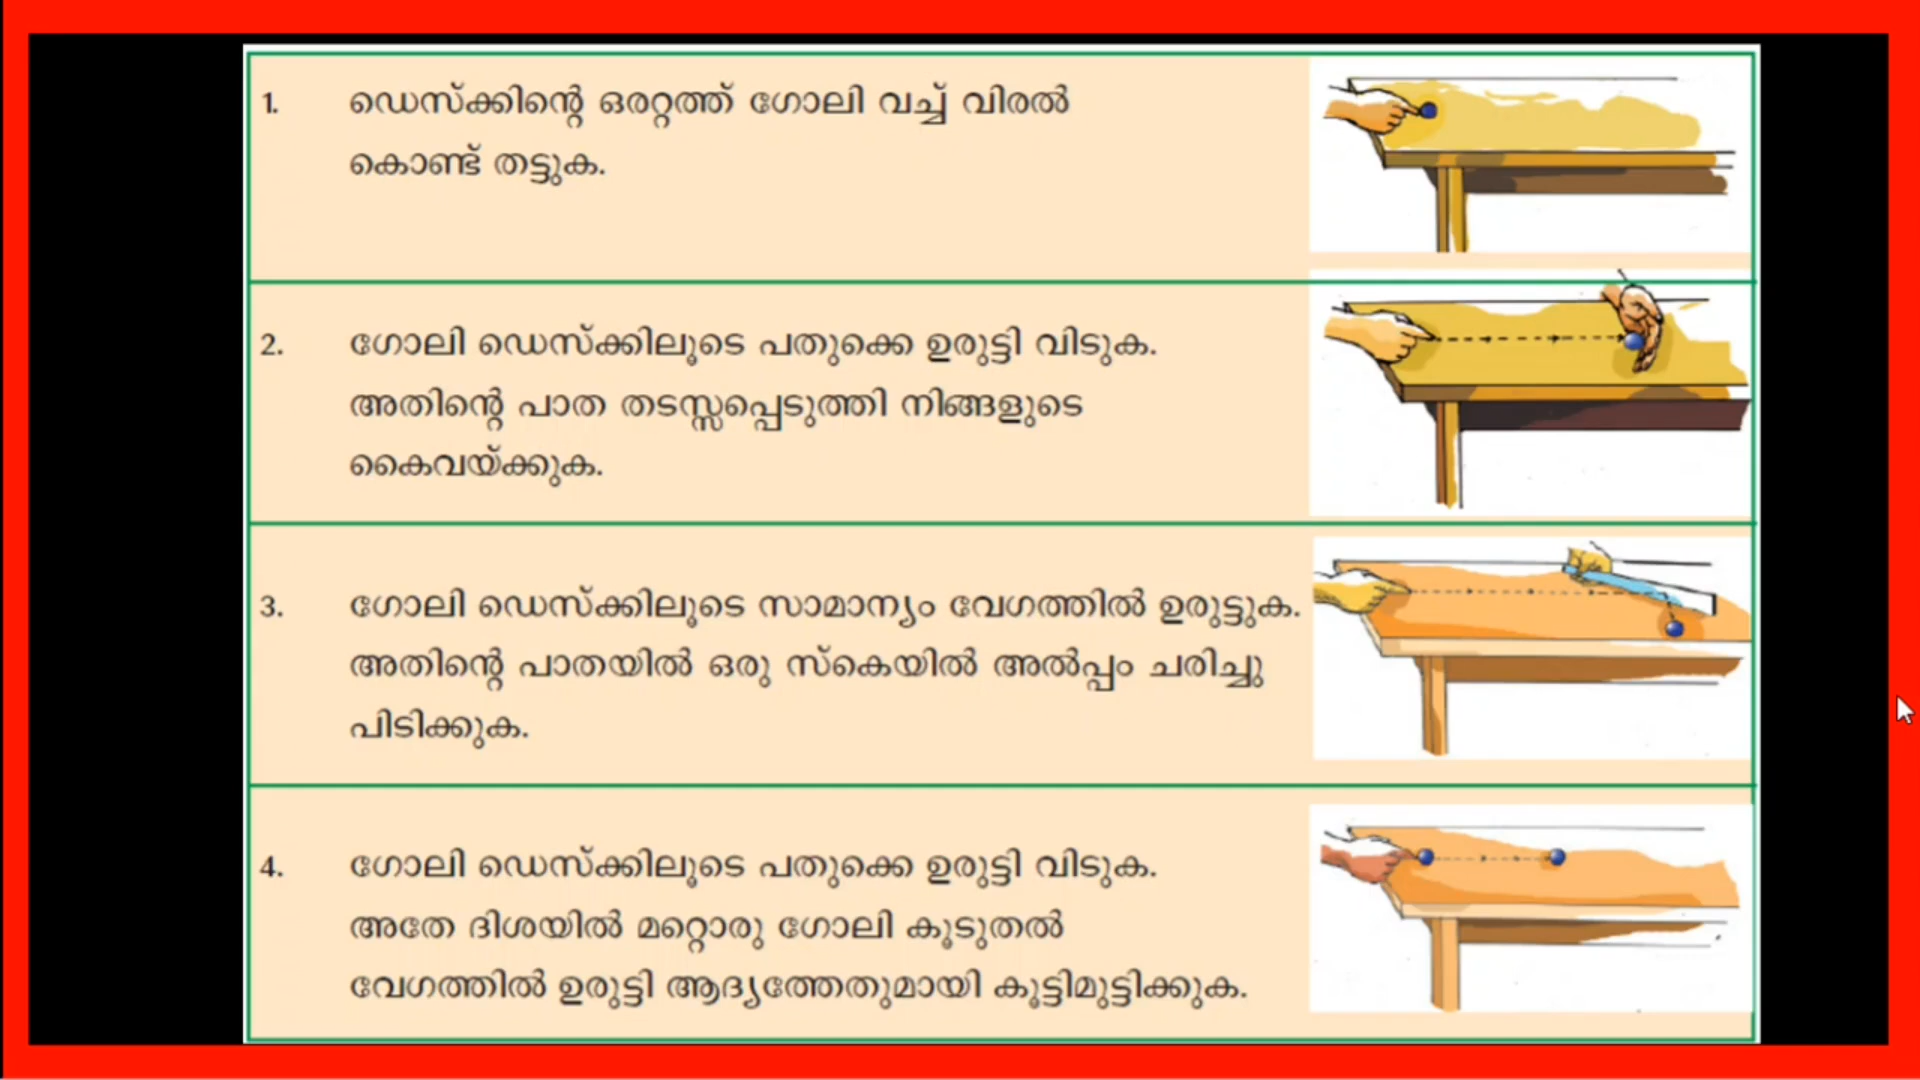 1. ഡെസ്ക്കിന്റെ ഒരറ്റത്ത് ഗോലി വച്ച് വിരൽ
കൊണ്ട് തട്ടുക.
2. ഗോലി ഡെസ്ക്കിലൂടെ പതുക്കെ ഉരുട്ടി വിടുക.
അതിന്റെ പാത തടസ്സപ്പെടുത്തി നിങ്ങളുടെ
കൈവയ്ക്കുക.
3. ഗോലി ഡെസ്ക്കിലൂടെ സാമാന്യം വേഗത്തിൽ ഉരുട്ടുക.
അതിന്റെ പാതയിൽ ഒരു സ്കെയിൽ അൽപ്പം ചരിച്ചു
പിടിക്കുക.
4. ഗോലി ഡെസ്ക്കിലൂടെ പതുക്കെ ഉരുട്ടി വിടുക.
അതേ ദിശയിൽ മറ്റൊരു ഗോലി കൂടുതൽ
വേഗത്തിൽ ഉരുട്ടി ആദ്യത്തേതുമായി കൂട്ടിമുട്ടിക്കുക.